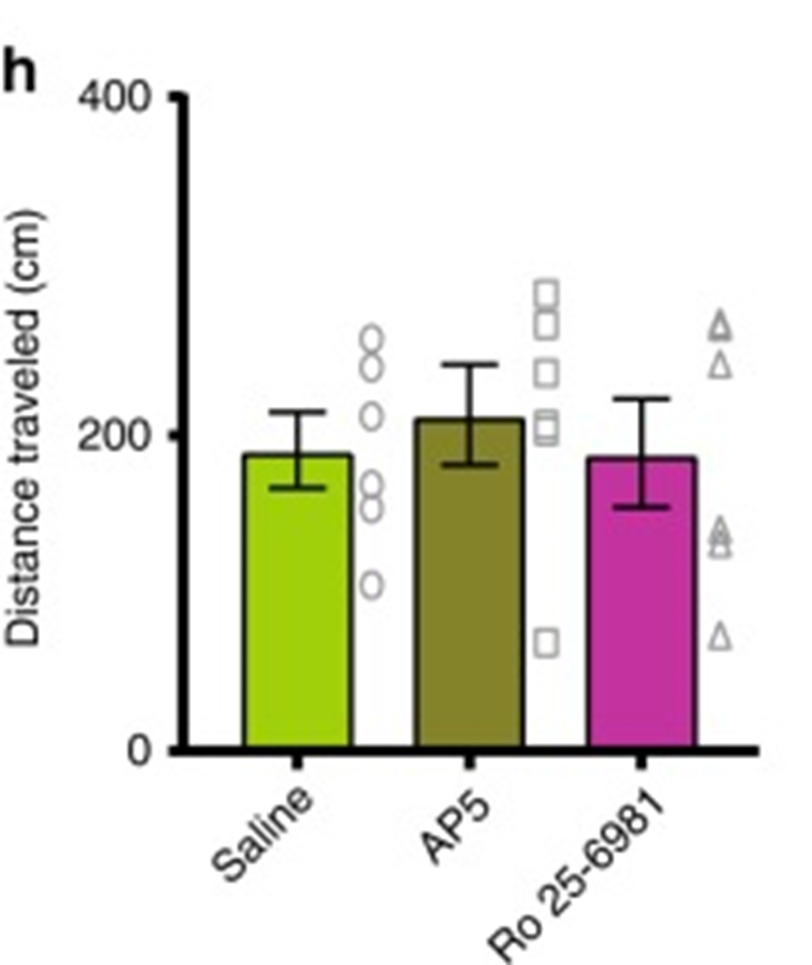 h
400
200
0
Distance traveled (cm)
Saline
AP5
Ro 25-6981